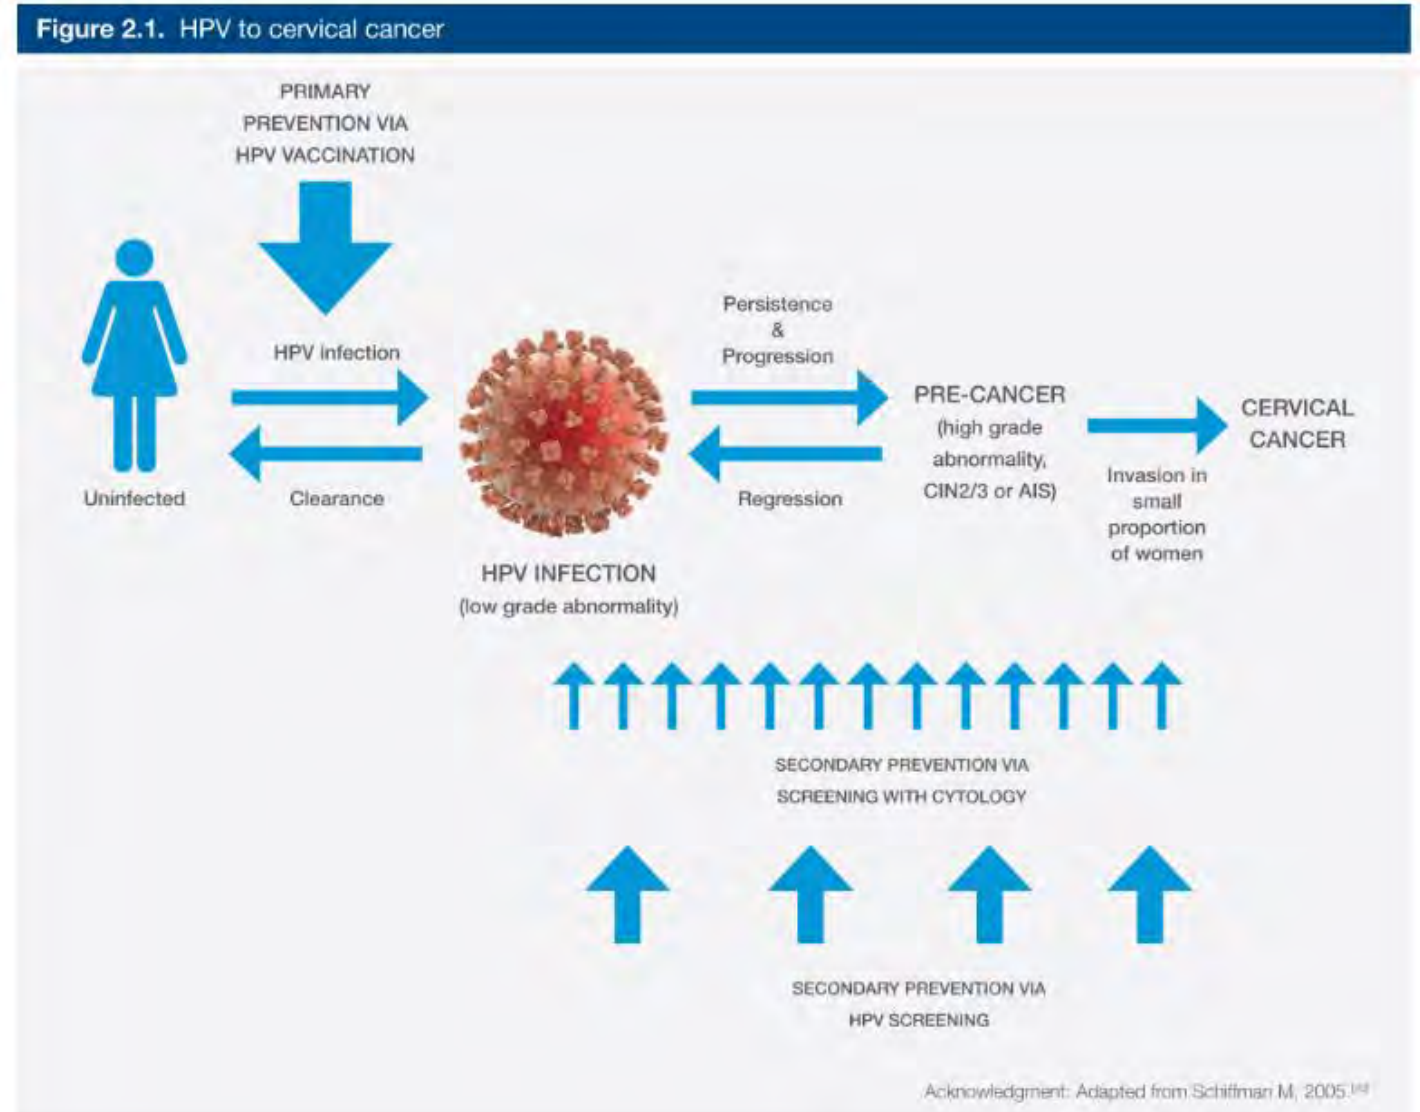 Figure 2.1. HPV to cervical cancer
PRIMARY
PREVENTION VIA
HPV VACCINATION
HPV infection
Uninfected
Clearance
HPV INFECTION
(low grade abnormality)
Persistence
&
Progression
Regression
PRE-CANCER
(high grade
abnormality,
CIN2/3 or AIS)
Invasion in
small
proportion
of women
CERVICAL
CANCER
SECONDARY PREVENTION VIA
SCREENING WITH CYTOLOGY
SECONDARY PREVENTION VIA
HPV SCREENING
Acknowledgment: Adapted from Schiffman M, 2005.